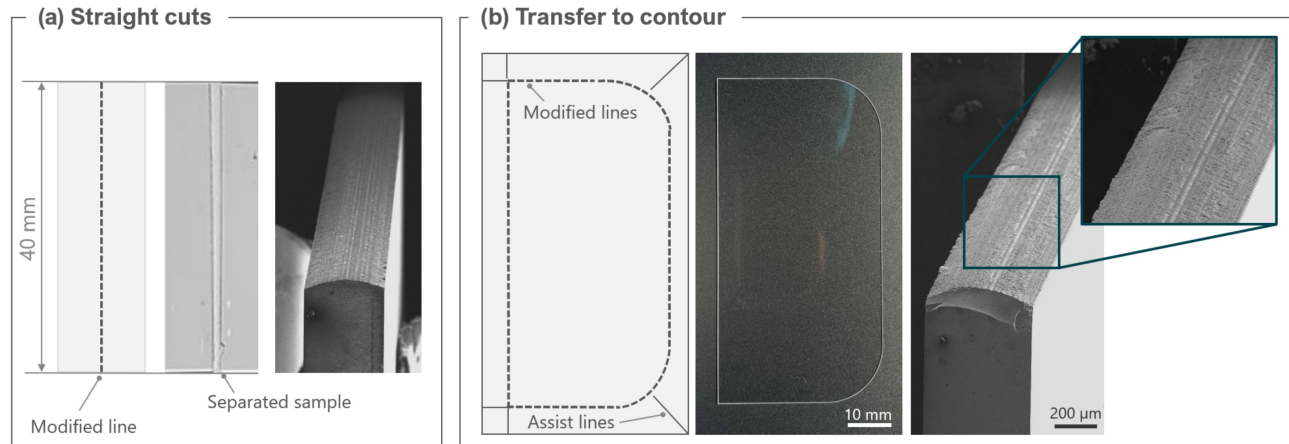 (a) Straight cuts
40 mm
Modified line
Separated sample
(b) Transfer to contour
Modified lines
Assist lines
10 mm
200 µm